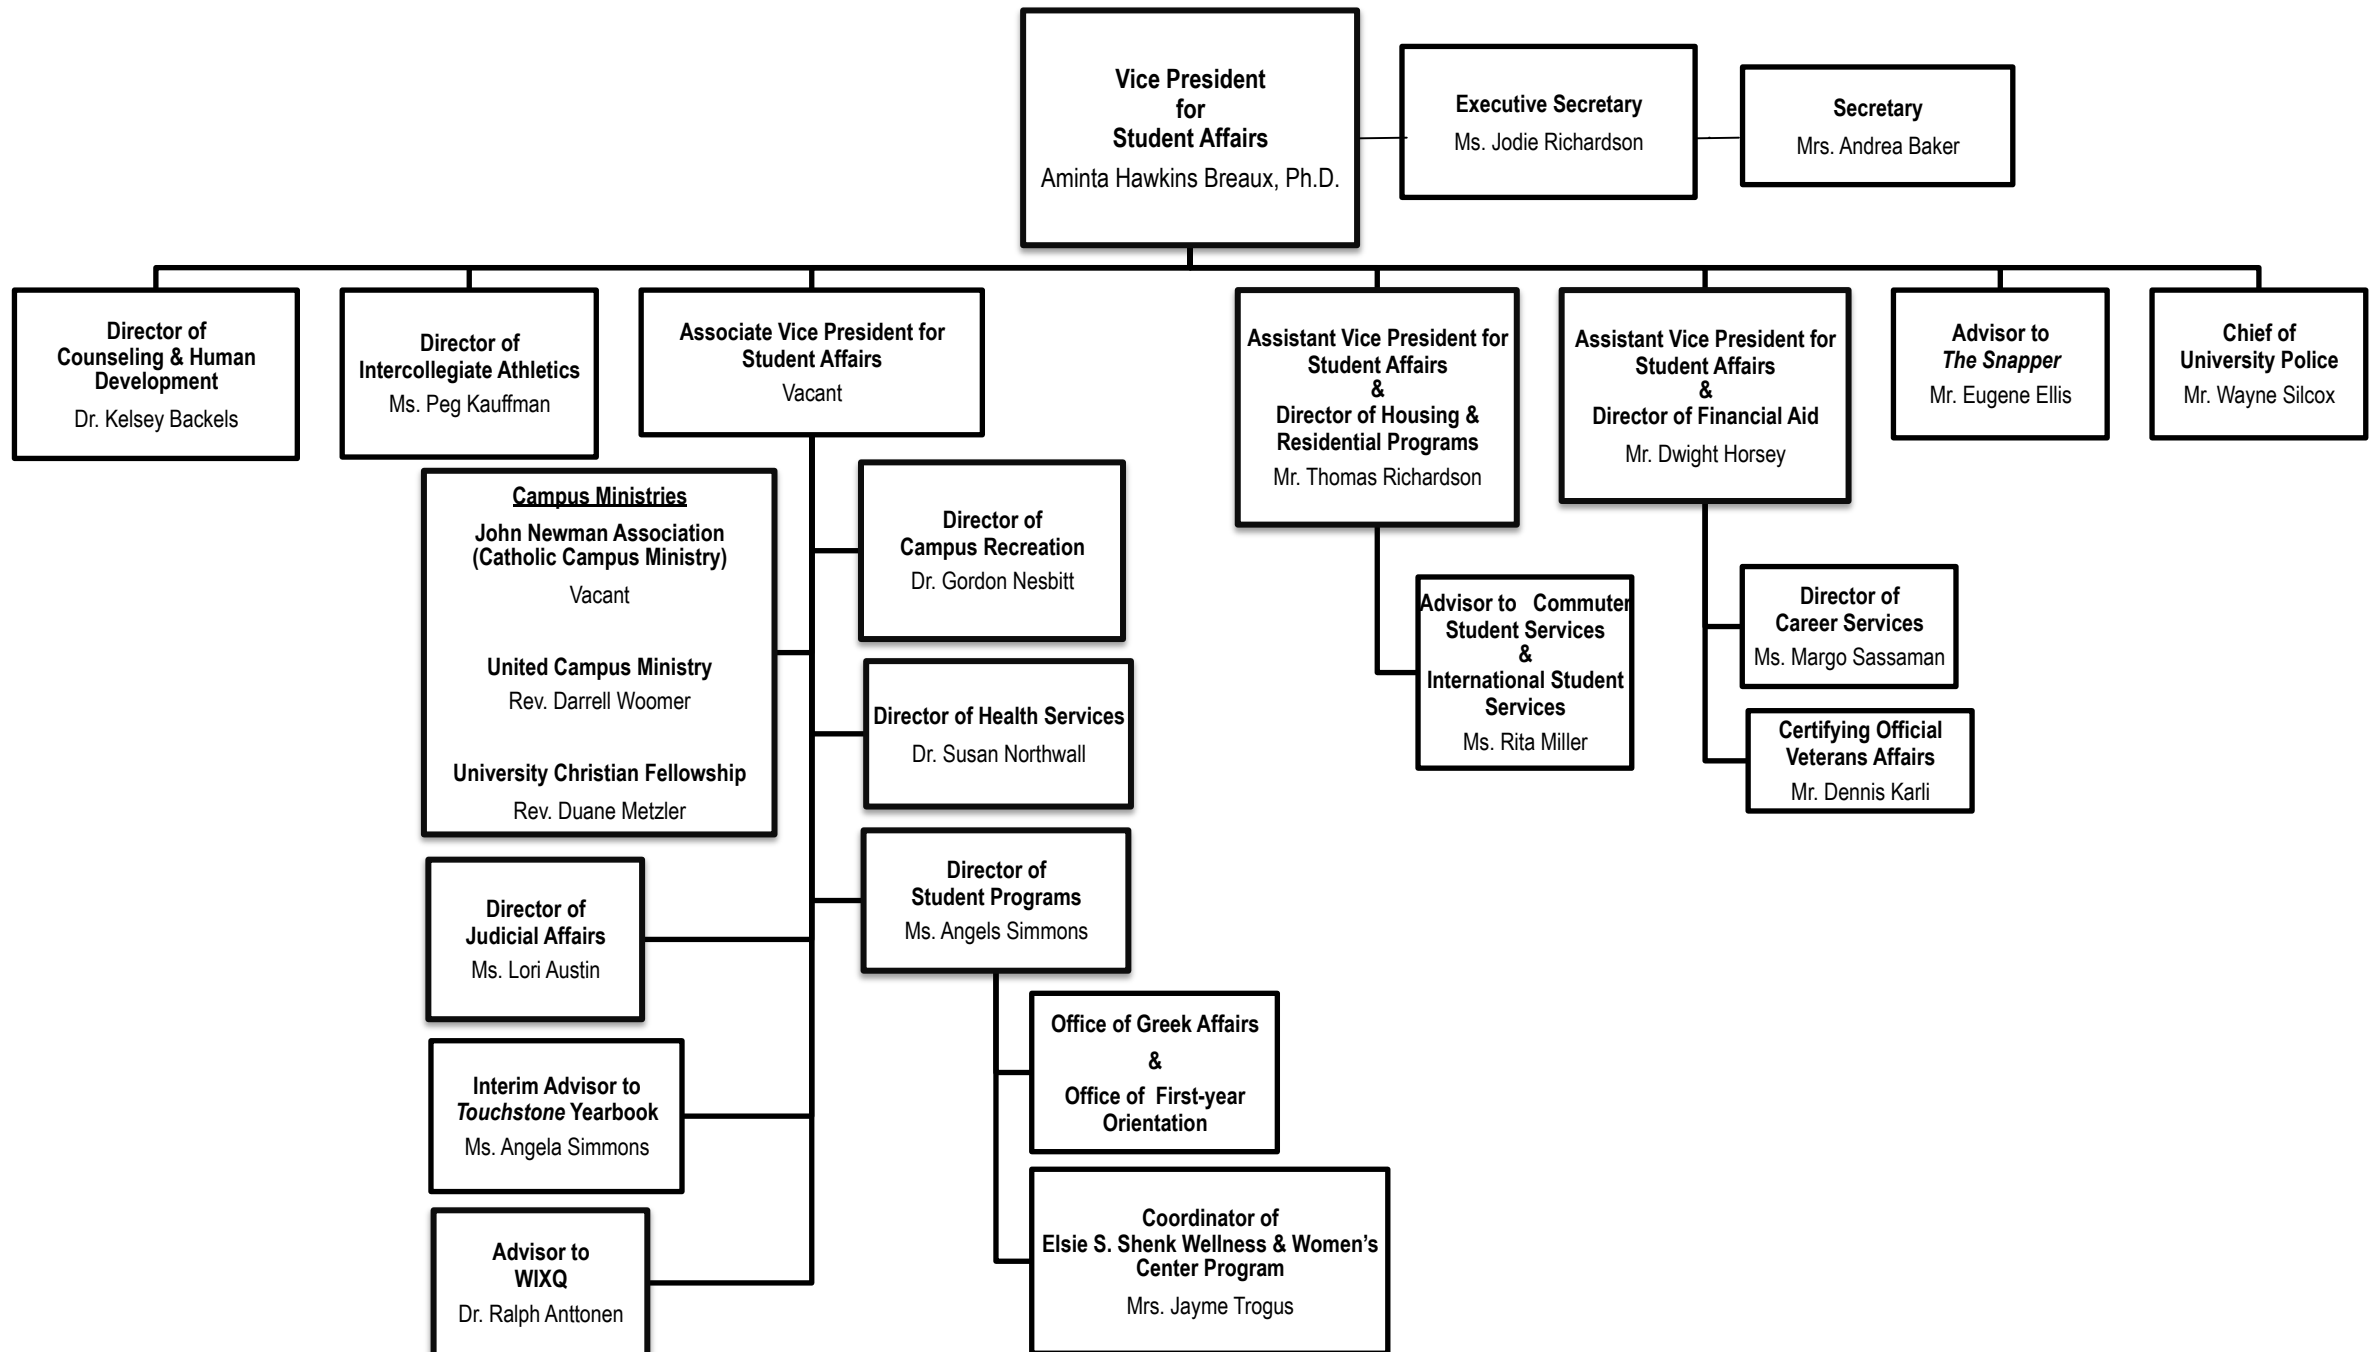 Vice President
for
Student Affairs
Aminta Hawkins Breaux, Ph.D.
Executive Secretary
Ms. Jodie Richardson
Secretary
Mrs. Andrea Baker
Director of
Counseling & Human
Development
Dr. Kelsey Backels
Director of
Intercollegiate Athletics
Ms. Peg Kauffman
Associate Vice President for
Student Affairs
Vacant
Assistant Vice President for
Student Affairs
&
Director of Housing &
Residential Programs
Mr. Thomas Richardson
Assistant Vice President for
Student Affairs
&
Director of Financial Aid
Mr. Dwight Horsey
Advisor to
The Snapper
Mr. Eugene Ellis
Chief of
University Police
Mr. Wayne Silcox
Campus Ministries
John Newman Association
(Catholic Campus Ministry)
Vacant
United Campus Ministry
Rev. Darrell Woomer
University Christian Fellowship
Rev. Duane Metzler
Director of
Campus Recreation
Dr. Gordon Nesbitt
Director of Health Services
Dr. Susan Northwall
Director of
Student Programs
Ms. Angels Simmons
Advisor to Commuter
Student Services
&
International Student
Services
Ms. Rita Miller
Director of
Career Services
Ms. Margo Sassaman
Certifying Official
Veterans Affairs
Mr. Dennis Karli
Director of
Judicial Affairs
Ms. Lori Austin
Interim Advisor to
Touchstone Yearbook
Ms. Angela Simmons
Advisor to
WIXQ
Dr. Ralph Anttonen
Office of Greek Affairs
&
Office of First-year
Orientation
Coordinator of
Elsie S. Shenk Wellness & Women’s
Center Program
Mrs. Jayme Trogus